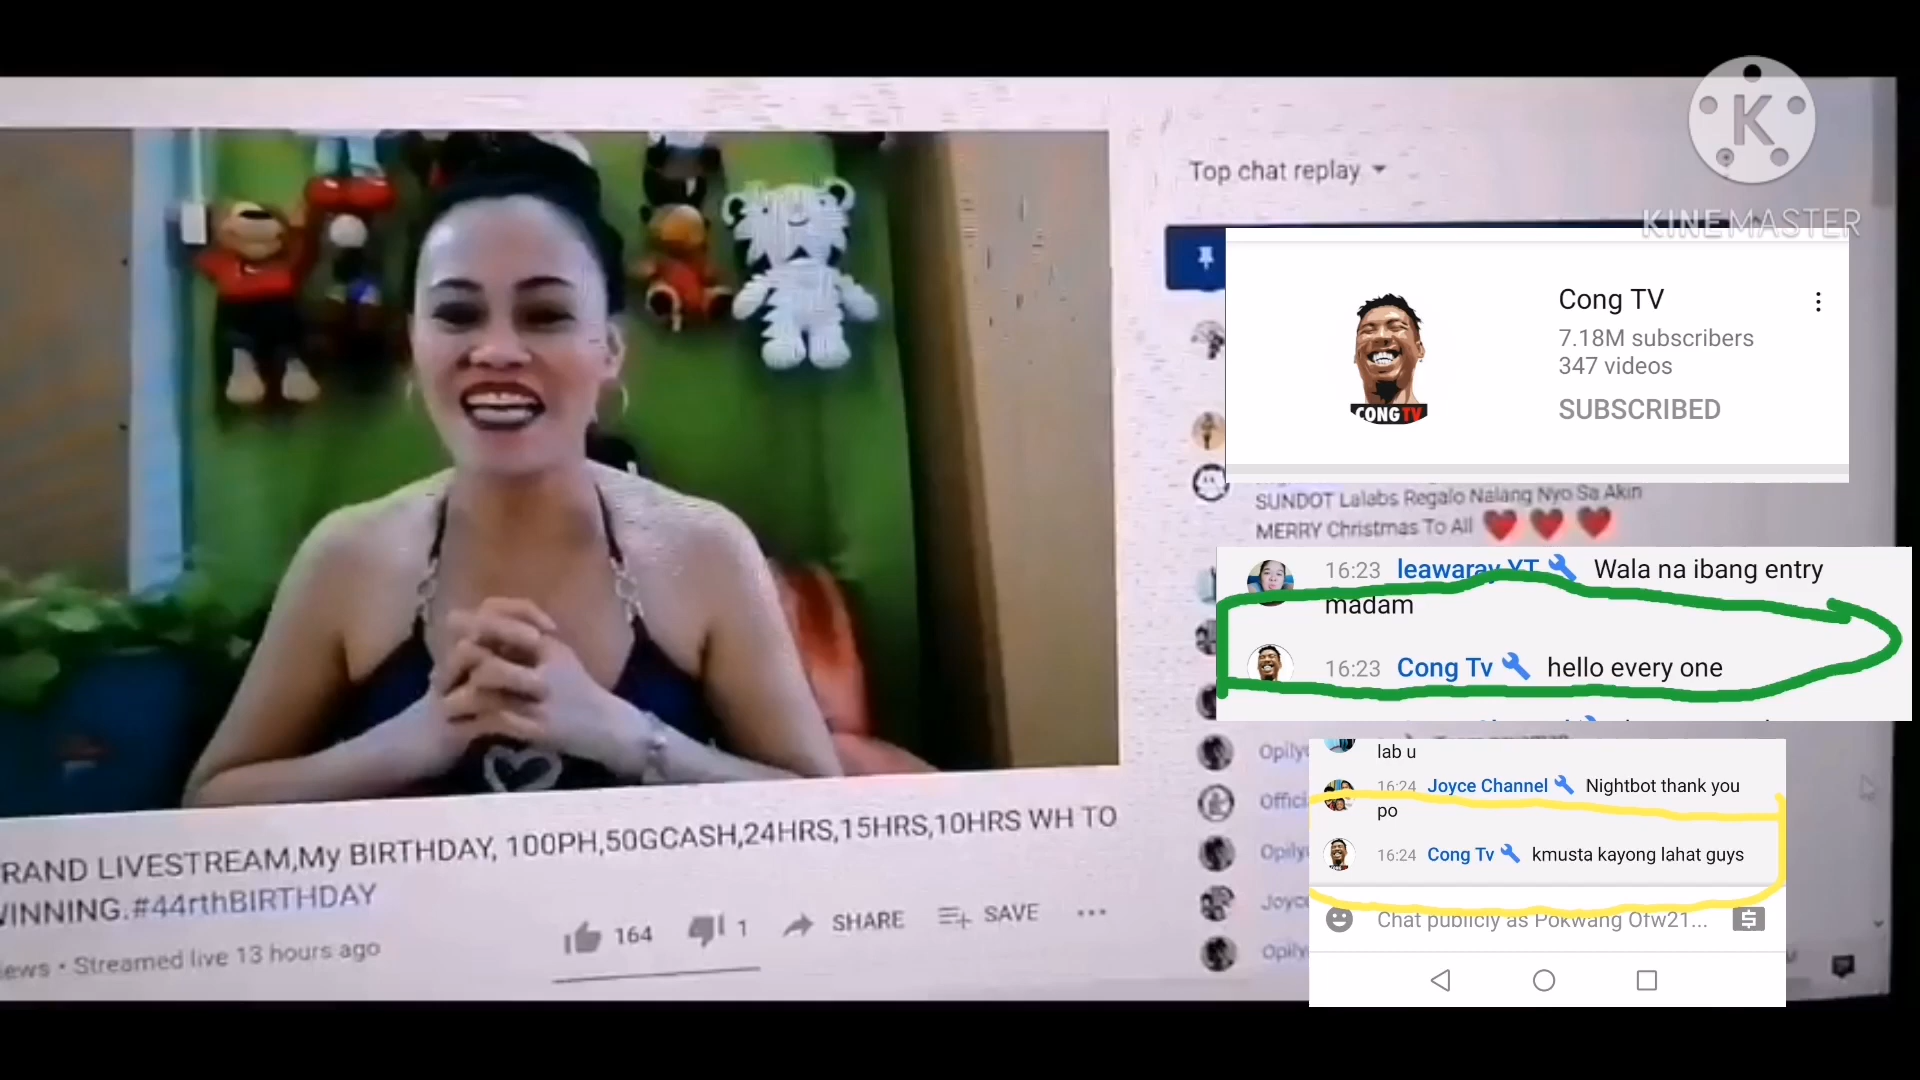 Top chat replay
KINEMASTER
Cong TV
7.18M subscribers
347 videos
SUBSCRIBED
CONG TV
SUNDOT Lalabs Regalo Nalang Nyo Sa Akin
MERRY Christmas To All
16:23 leawaray YT Wala na ibang entry
madam
16:23 Cong Tv hello every one
lab u
16:24 Joyce Channel Nightbot thank you
po
16:24 Cong Tv kmusta kayong lahat guys
Chat publicly as Pokwang Ofw21...
RAND LIVESTREAM,My BIRTHDAY, 100PH,50GCASH,24HRS,15HRS,10HRS WH TO
WINNING.#44rthBIRTHDAY
iews • Streamed live 13 hours ago
164
1
SHARE
SAVE